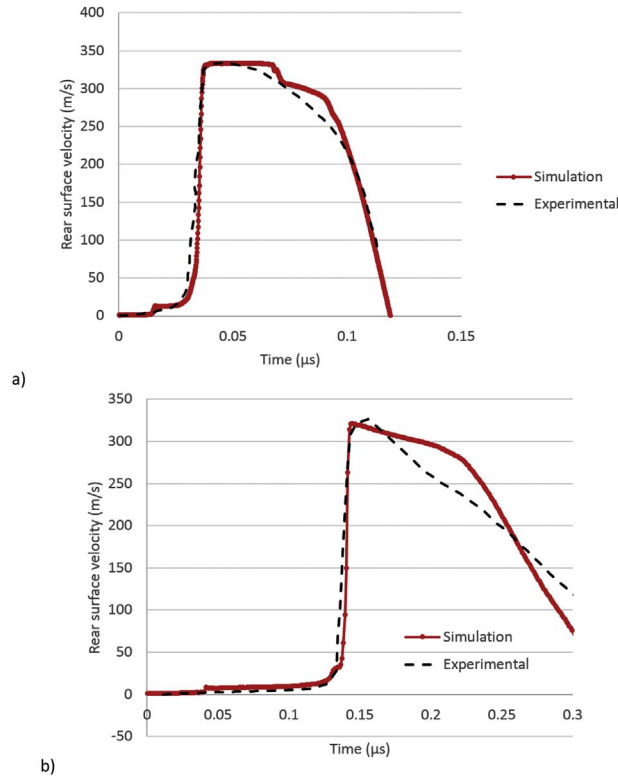 400
350
300
250
200
150
100
50
0
Rear surface velocity (m/s)
0 0.05 0.1 0.15
Time (µs)
Simulation
Experimental
a)
350
300
250
200
150
100
50
0
-50
Rear surface velocity (m/s)
0 0.05 0.1 0.15 0.2 0.25 0.3
Time (µs)
Simulation
Experimental
b)